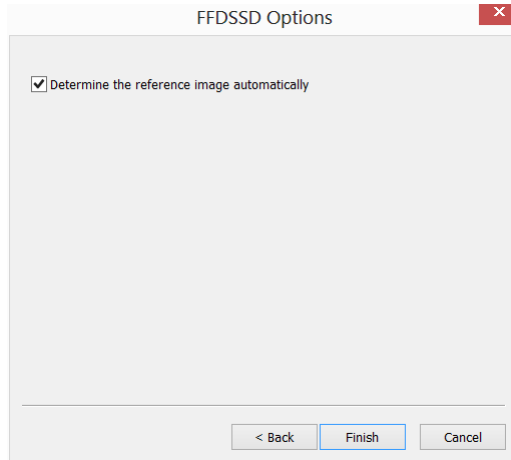 FFDSSD Options
Determine the reference image automatically
< Back Finish Cancel